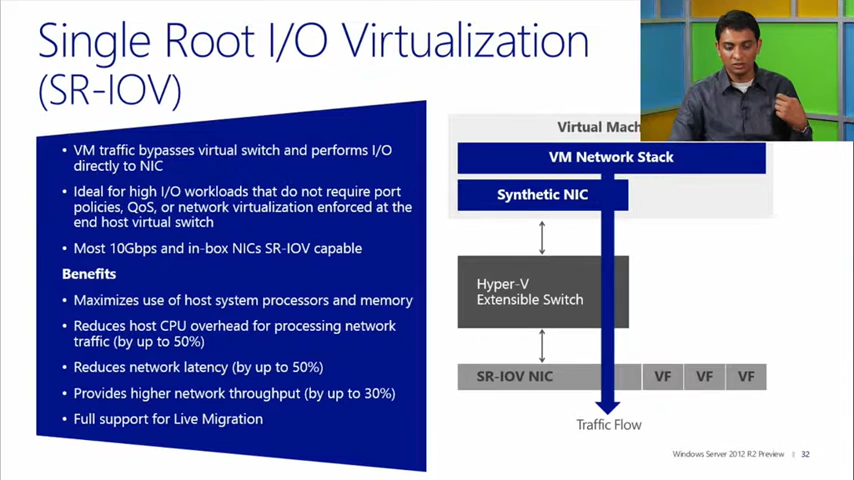 Single Root I/O Virtualization
(SR-IOV)
• VM traffic bypasses virtual switch and performs I/O
directly to NIC
• Ideal for high I/O workloads that do not require port
policies, QoS, or network virtualization enforced at the
end host virtual switch
• Most 10Gbps and in-box NICs SR-IOV capable
Benefits
• Maximizes use of host system processors and memory
• Reduces host CPU overhead for processing network
traffic (by up to 50%)
• Reduces network latency (by up to 50%)
• Provides higher network throughput (by up to 30%)
• Full support for Live Migration
Virtual Mach
VM Network Stack
Synthetic NIC
Hyper-V
Extensible Switch
SR-IOV NIC
VF
VF
VF
Traffic Flow
Windows Server 2012 R2 Preview | 32